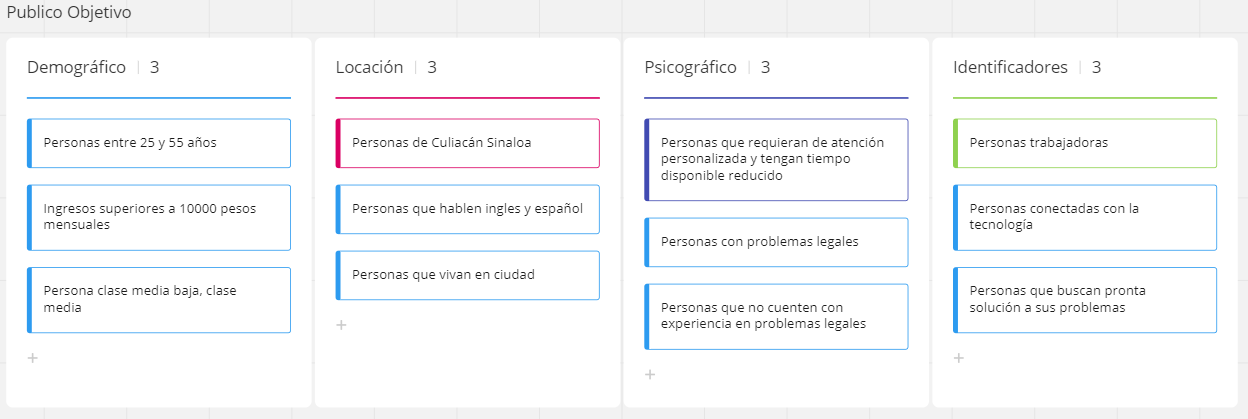 Publico Objetivo
Demográfico | 3
Personas entre 25 y 55 años
Ingresos superiores a 10000 pesos
mensuales
Persona clase media baja, clase
media
+
Locación | 3
Personas de Culiacán Sinaloa
Personas que hablen ingles y español
Personas que vivan en ciudad
+
Psicográfico | 3
Personas que requieran de atención
personalizada y tengan tiempo
disponible reducido
Personas con problemas legales
Personas que no cuenten con
experiencia en problemas legales
+
Identificadores | 3
Personas trabajadoras
Personas conectadas con la
tecnología
Personas que buscan pronta
solución a sus problemas
+